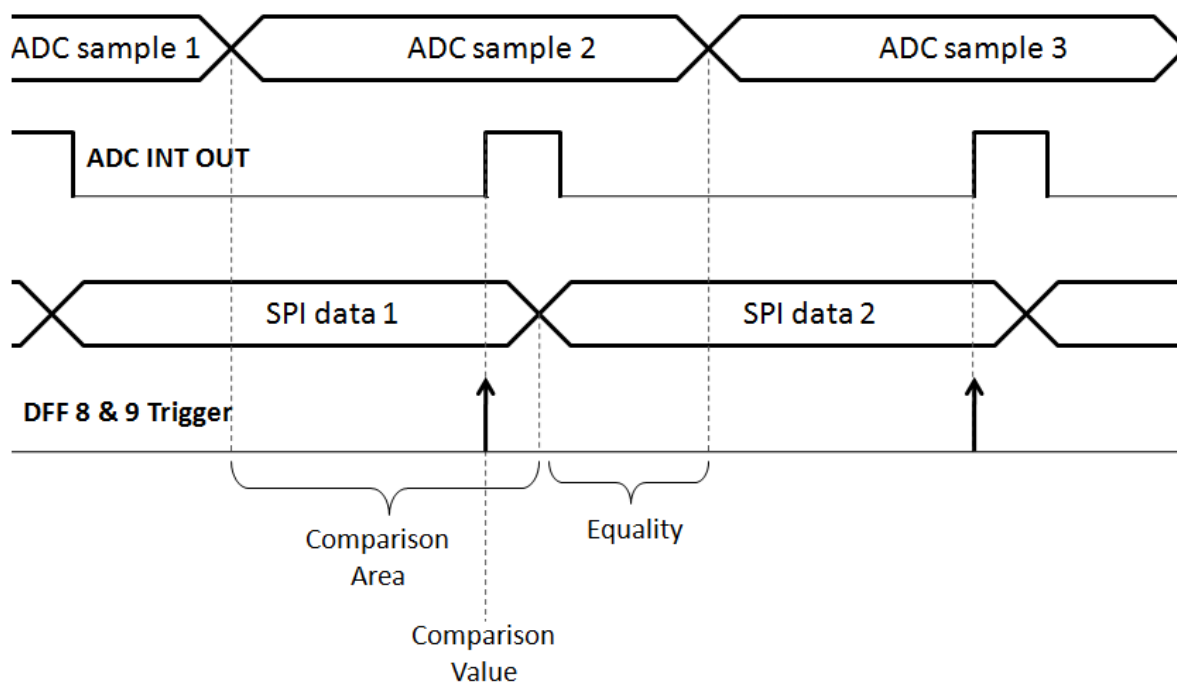 ADC sample 1
ADC sample 2
ADC sample 3
ADC INT OUT
SPI data 1
SPI data 2
DFF 8 & 9 Trigger
Comparison
Area
Equality
Comparison
Value